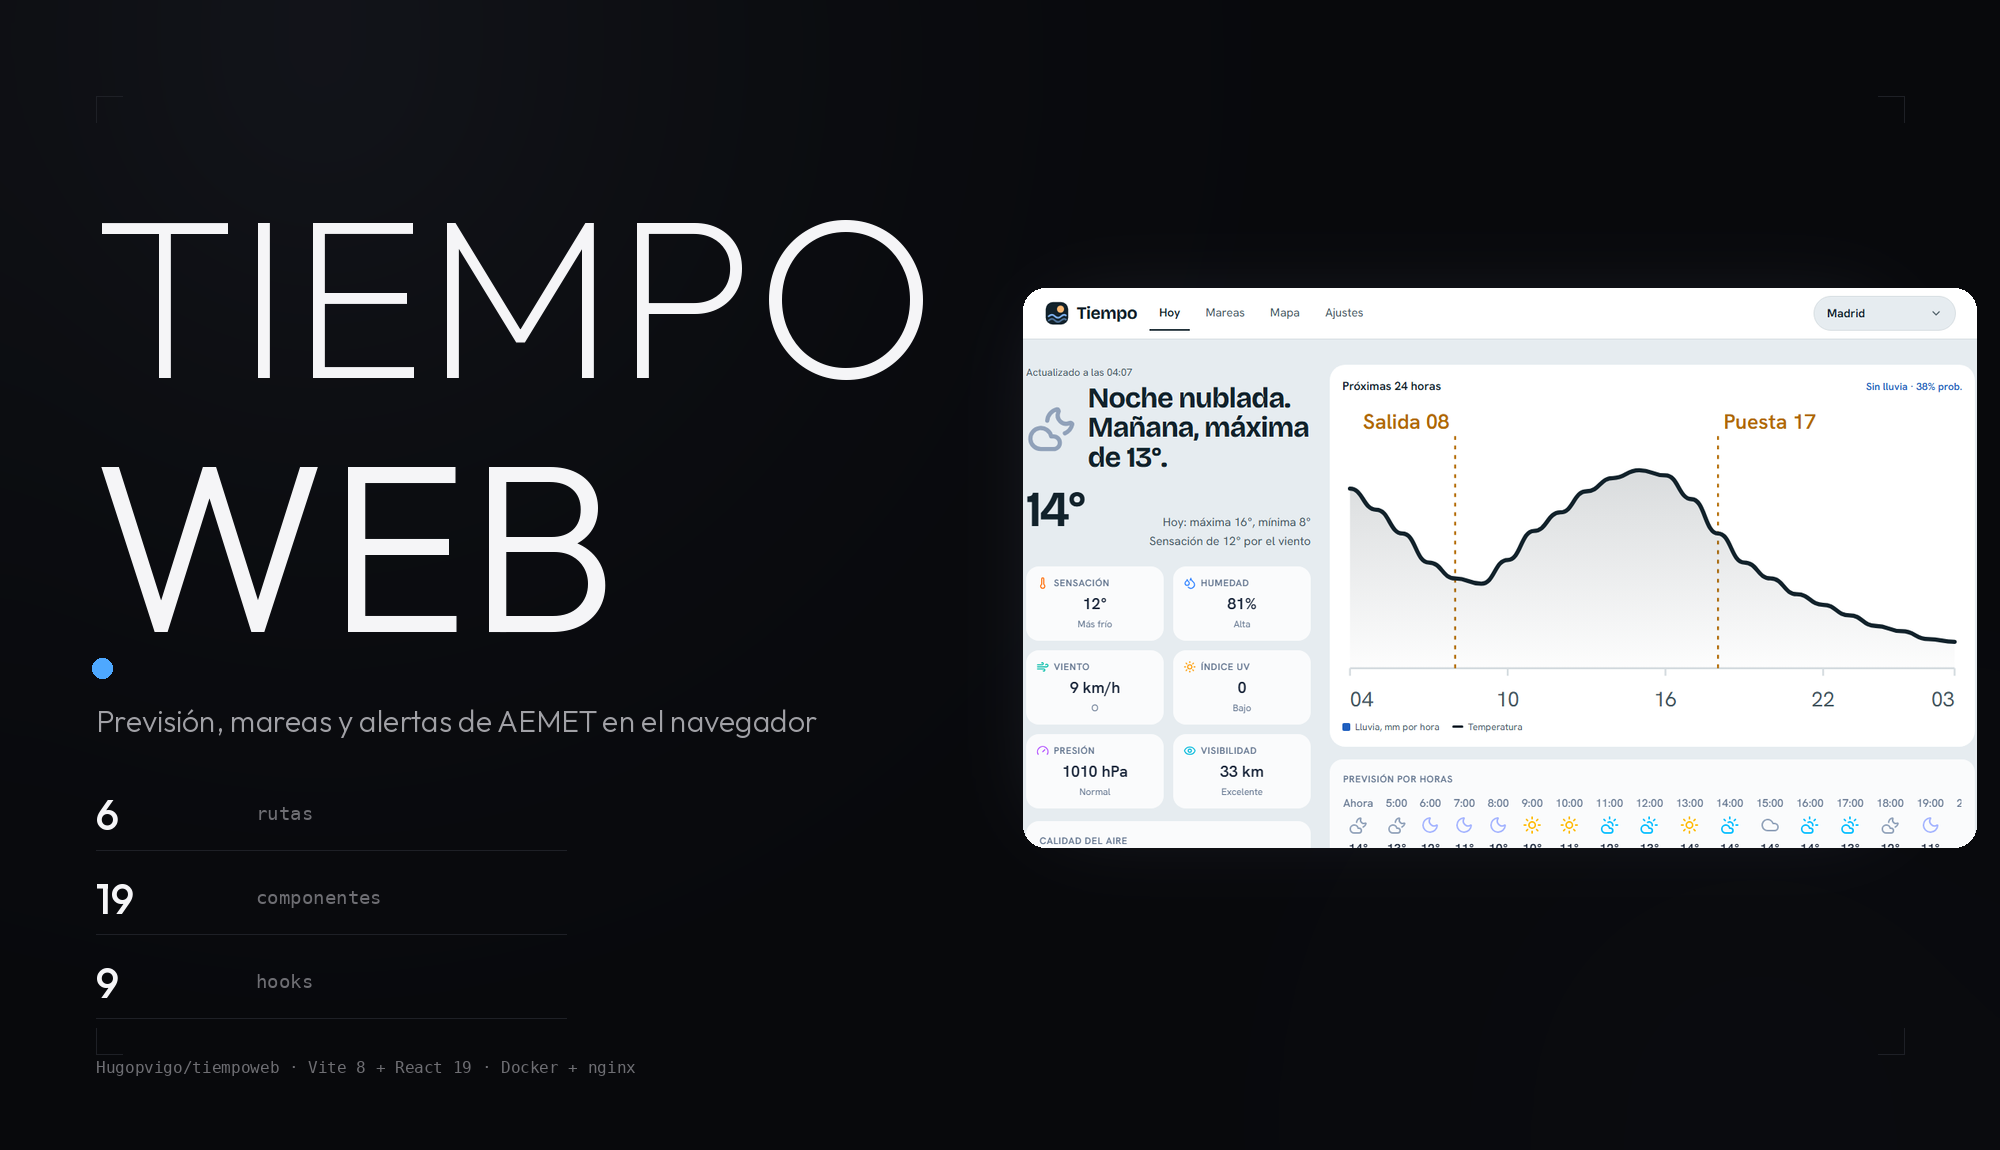 TIEMPO
WEB
Previsión, mareas y alertas de AEMET en el navegador
6 rutas
19 componentes
9 hooks
Hugopvigo/tiempoweb · Vite 8 + React 19 · Docker + nginx
Tiempo Hoy Mareas Mapa Ajustes Madrid
Actualizado a las 04:07
Noche nublada.
Mañana, máxima
de 13°.
14°
Hoy: máxima 16°, mínima 8°
Sensación de 12° por el viento
SENSACIÓN
12°
Más frío
HUMEDAD
81%
Alta
VIENTO
9 km/h
O
ÍNDICE UV
0
Bajo
PRESIÓN
1010 hPa
Normal
VISIBILIDAD
33 km
Excelente
CALIDAD DEL AIRE
Próximas 24 horas
Sin lluvia · 38% prob.
Salida 08 Puesta 17
04 10 16 22 03
Lluvia, mm por hora Temperatura
PREVISIÓN POR HORAS
Ahora 5:00 6:00 7:00 8:00 9:00 10:00 11:00 12:00 13:00 14:00 15:00 16:00 17:00 18:00 19:00 2